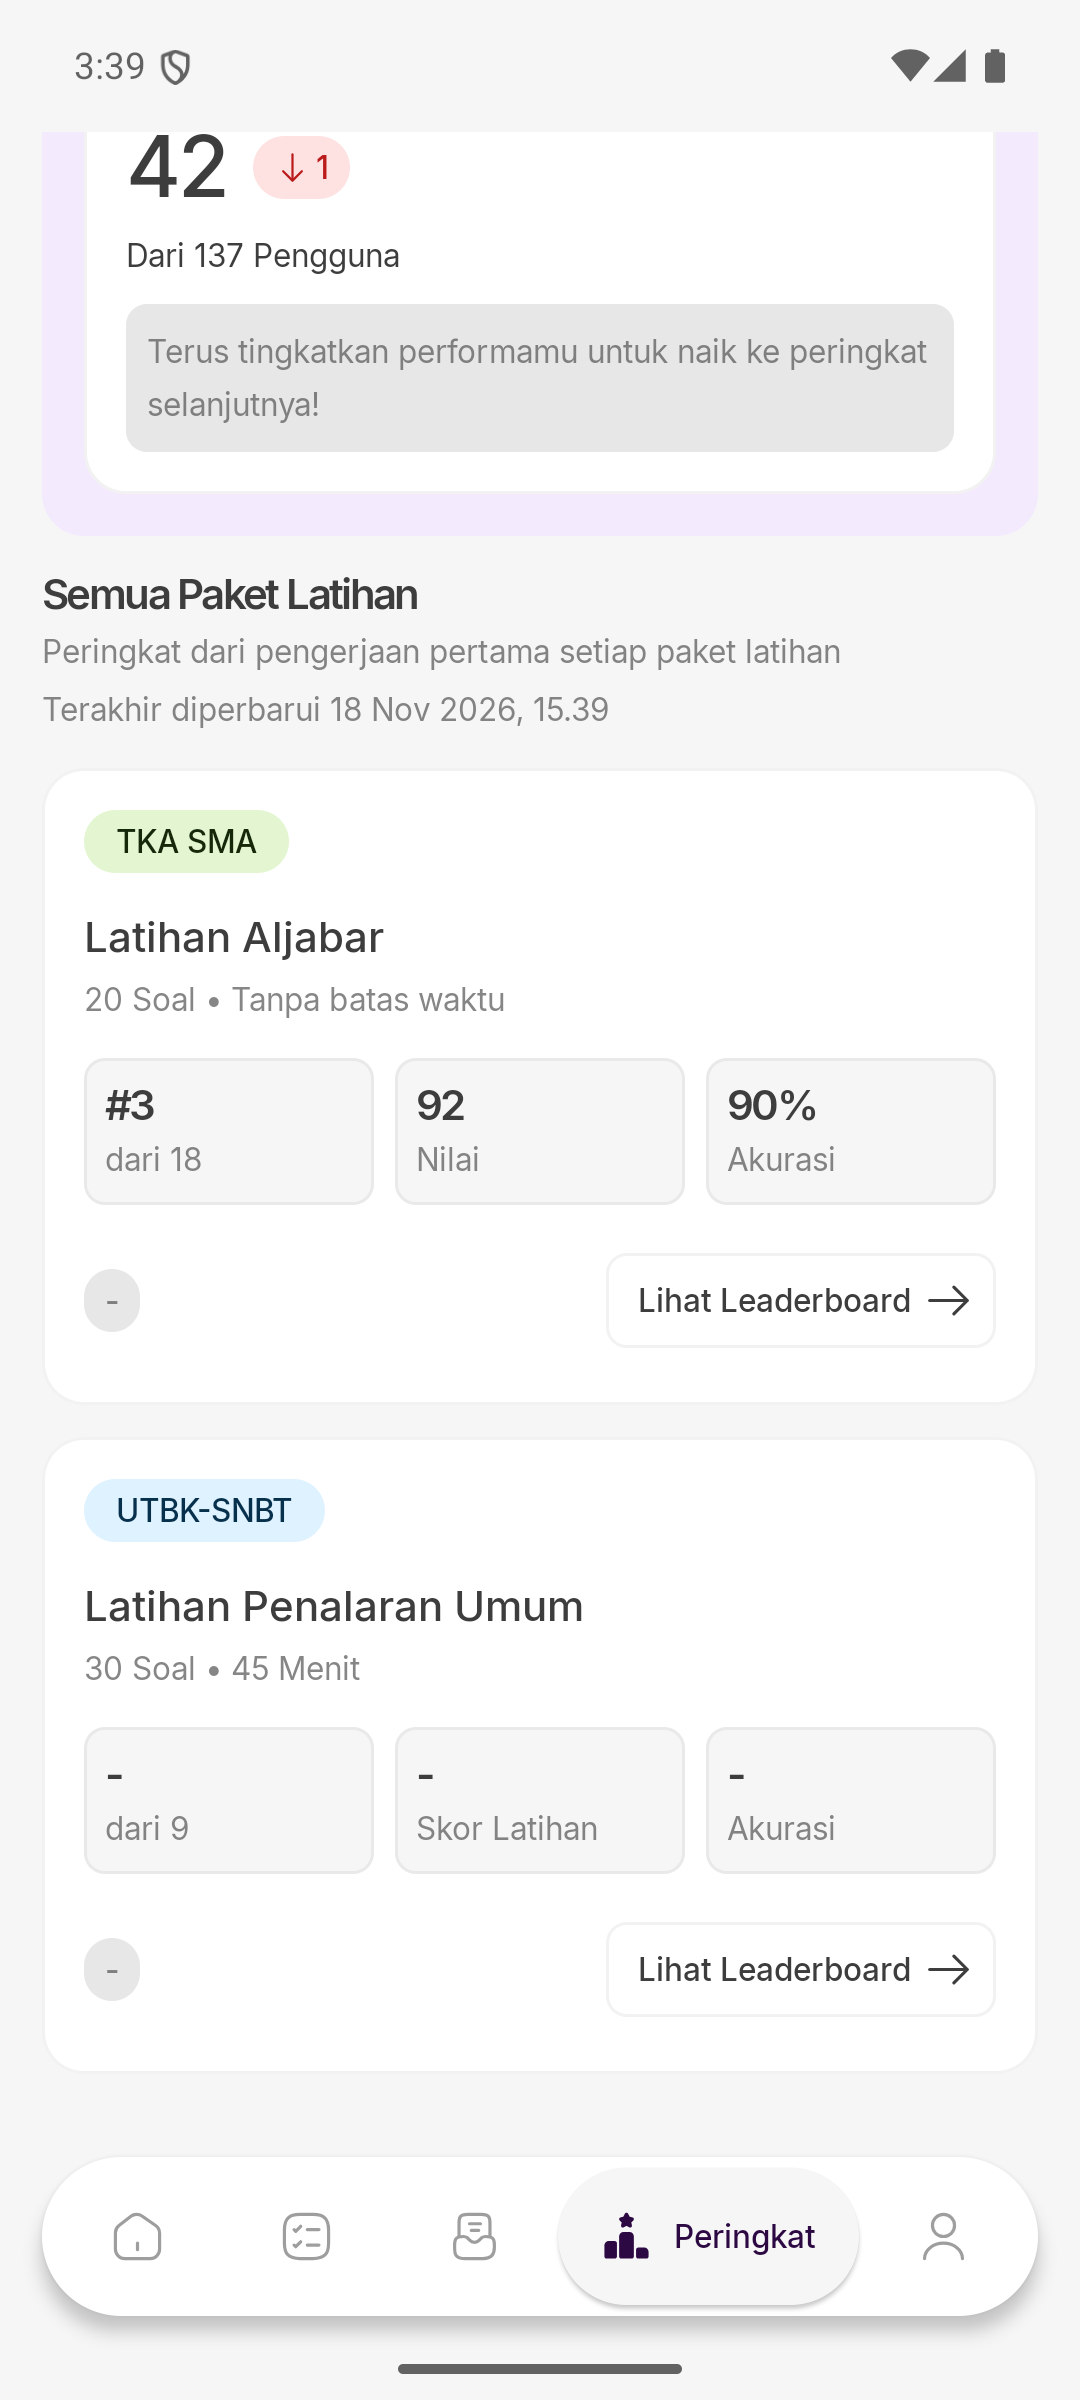 3:39
42
↓ 1
Dari 137 Pengguna
Terus tingkatkan performamu untuk naik ke peringkat
selanjutnya!
Semua Paket Latihan
Peringkat dari pengerjaan pertama setiap paket latihan
Terakhir diperbarui 18 Nov 2026, 15.39
TKA SMA
Latihan Aljabar
20 Soal • Tanpa batas waktu
#3
dari 18
92
Nilai
90%
Akurasi
-
Lihat Leaderboard →
UTBK-SNBT
Latihan Penalaran Umum
30 Soal • 45 Menit
-
dari 9
-
Skor Latihan
-
Akurasi
-
Lihat Leaderboard →
Peringkat